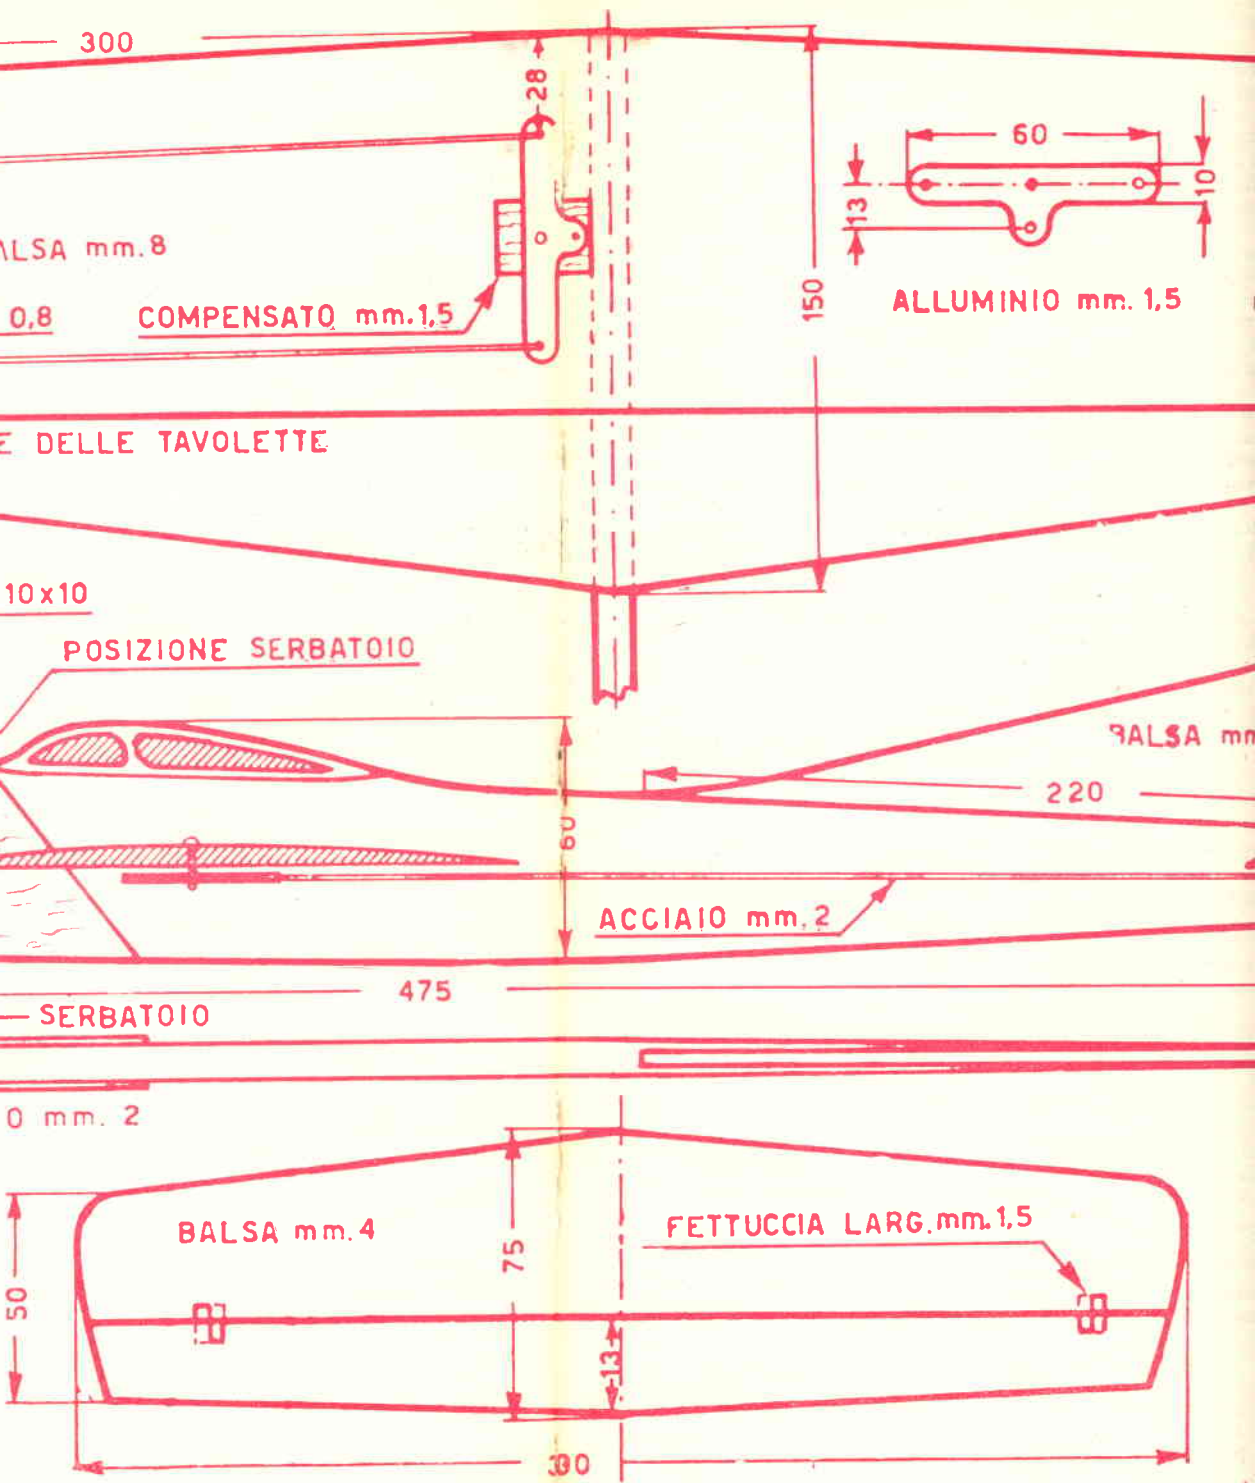 300
28
60
10
13
ALSA mm. 8
0,8
COMPENSATO mm. 1,5
150
ALLUMINIO mm. 1,5
E DELLE TAVOLETTE
10x10
POSIZIONE SERBATOIO
BALSA mm
220
60
ACCIAIO mm. 2
475
SERBATOIO
O mm. 2
BALSA mm. 4
75
FETTUCCIA LARG. mm. 1,5
50
13